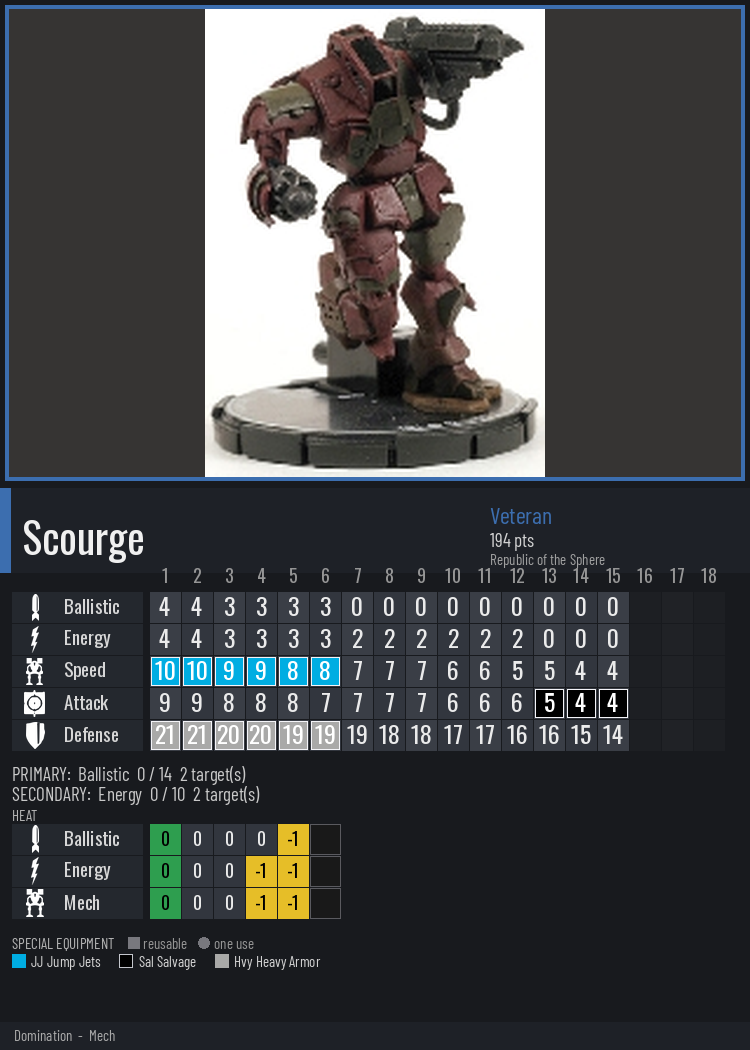 Scourge
Veteran
194 pts
Republic of the Sphere
1 2 3 4 5 6 7 8 9 10 11 12 13 14 15 16 17 18
Ballistic 4 4 3 3 3 3 0 0 0 0 0 0 0 0 0
Energy 4 4 3 3 3 3 2 2 2 2 2 2 0 0 0
Speed 10 10 9 9 8 8 7 7 7 6 6 5 5 4 4
Attack 9 9 8 8 8 7 7 7 7 6 6 6 5 4 4
Defense 21 21 20 20 19 19 19 18 18 17 17 16 16 15 14
PRIMARY: Ballistic 0 / 14 2 target(s)
SECONDARY: Energy 0 / 10 2 target(s)
HEAT
Ballistic 0 0 0 0 -1
Energy 0 0 0 -1 -1
Mech 0 0 0 -1 -1
SPECIAL EQUIPMENT reusable one use
JJ Jump Jets Sal Salvage Hvy Heavy Armor
Domination - Mech